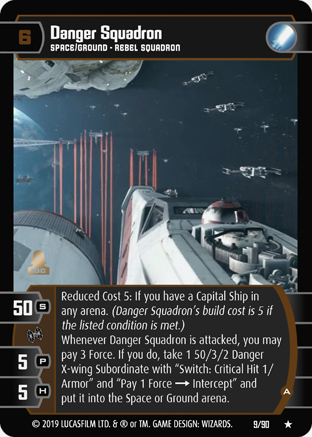 6
Danger Squadron
SPACE/GROUND - REBEL SQUADRON
50 S
5 P
5 H
Reduced Cost 5: If you have a Capital Ship in
any arena. (Danger Squadron's build cost is 5 if
the listed condition is met.)
Whenever Danger Squadron is attacked, you may
pay 3 Force. If you do, take 1 50/3/2 Danger
X-wing Subordinate with "Switch: Critical Hit 1/
Armor" and "Pay 1 Force → Intercept" and
put it into the Space or Ground arena.
A
© 2019 LUCASFILM LTD. & ® or TM. GAME DESIGN: WIZARDS. 9/90 ★